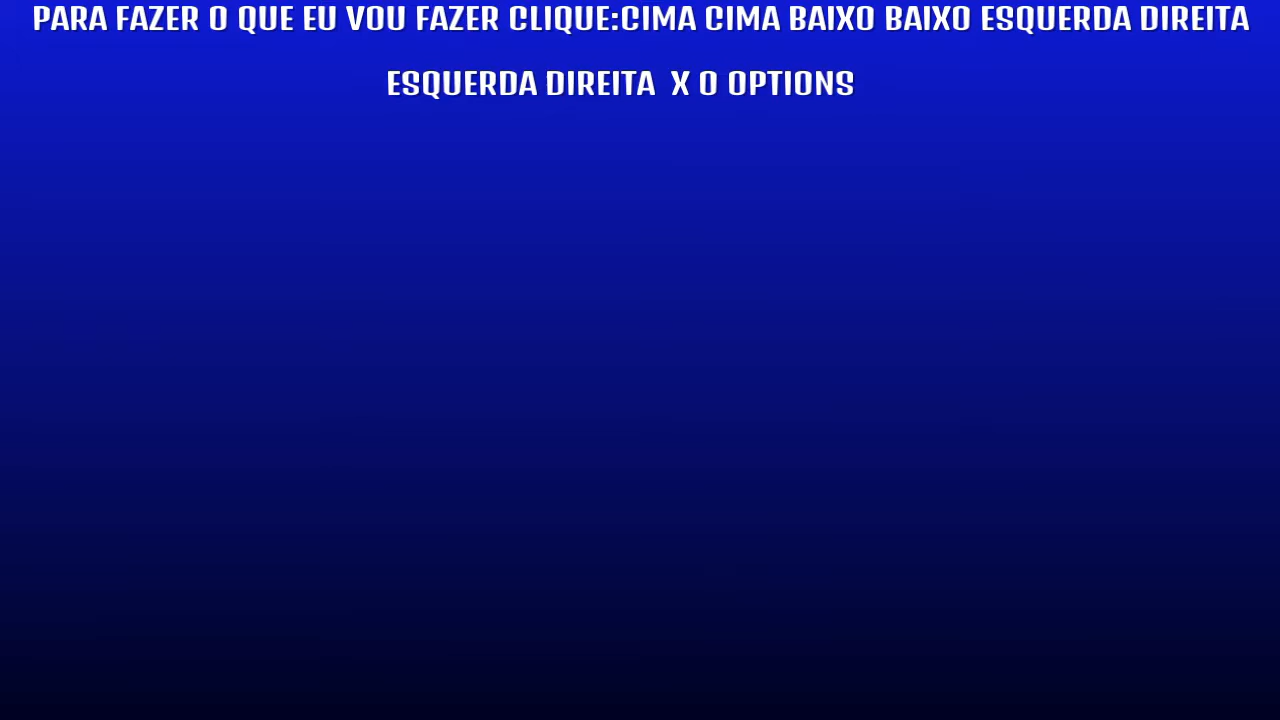 PARA FAZER O QUE EU VOU FAZER CLIQUE:CIMA CIMA BAIXO BAIXO ESQUERDA DIREITA
ESQUERDA DIREITA X O OPTIONS